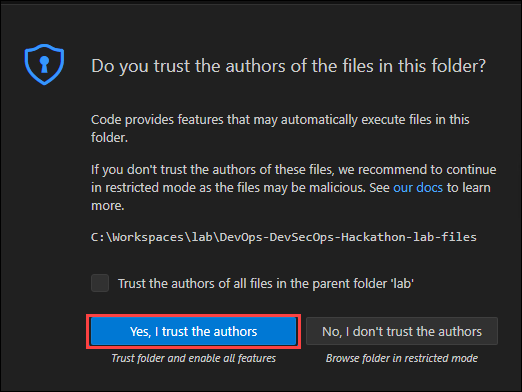 Do you trust the authors of the files in this folder?
Code provides features that may automatically execute files in this
folder.
If you don't trust the authors of these files, we recommend to continue
in restricted mode as the files may be malicious. See our docs to learn
more.
C:\Workspaces\lab\DevOps-DevSecOps-Hackathon-lab-files
Trust the authors of all files in the parent folder 'lab'
Yes, I trust the authors
No, I don't trust the authors
Trust folder and enable all features
Browse folder in restricted mode